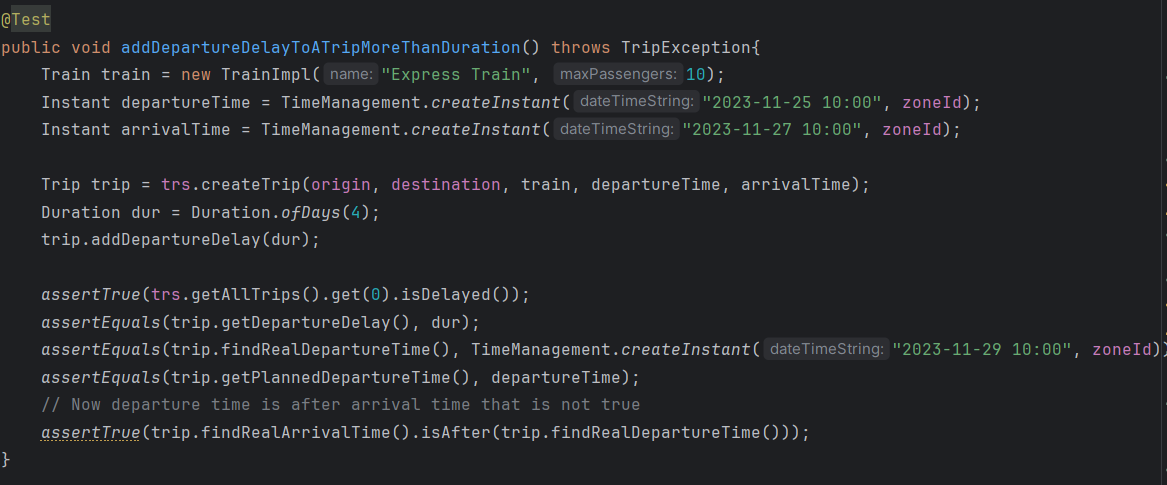 @Test
public void addDepartureDelayToATripMoreThanDuration() throws TripException{
    Train train = new TrainImpl( name: "Express Train", maxPassengers: 10);
    Instant departureTime = TimeManagement.createInstant( dateTimeString: "2023-11-25 10:00", zoneId);
    Instant arrivalTime = TimeManagement.createInstant( dateTimeString: "2023-11-27 10:00", zoneId);

    Trip trip = trs.createTrip(origin, destination, train, departureTime, arrivalTime);
    Duration dur = Duration.ofDays(4);
    trip.addDepartureDelay(dur);

    assertTrue(trs.getAllTrips().get(0).isDelayed());
    assertEquals(trip.getDepartureDelay(), dur);
    assertEquals(trip.findRealDepartureTime(), TimeManagement.createInstant( dateTimeString: "2023-11-29 10:00", zoneId))
    assertEquals(trip.getPlannedDepartureTime(), departureTime);
    // Now departure time is after arrival time that is not true
    assertTrue(trip.findRealArrivalTime().isAfter(trip.findRealDepartureTime()));
}